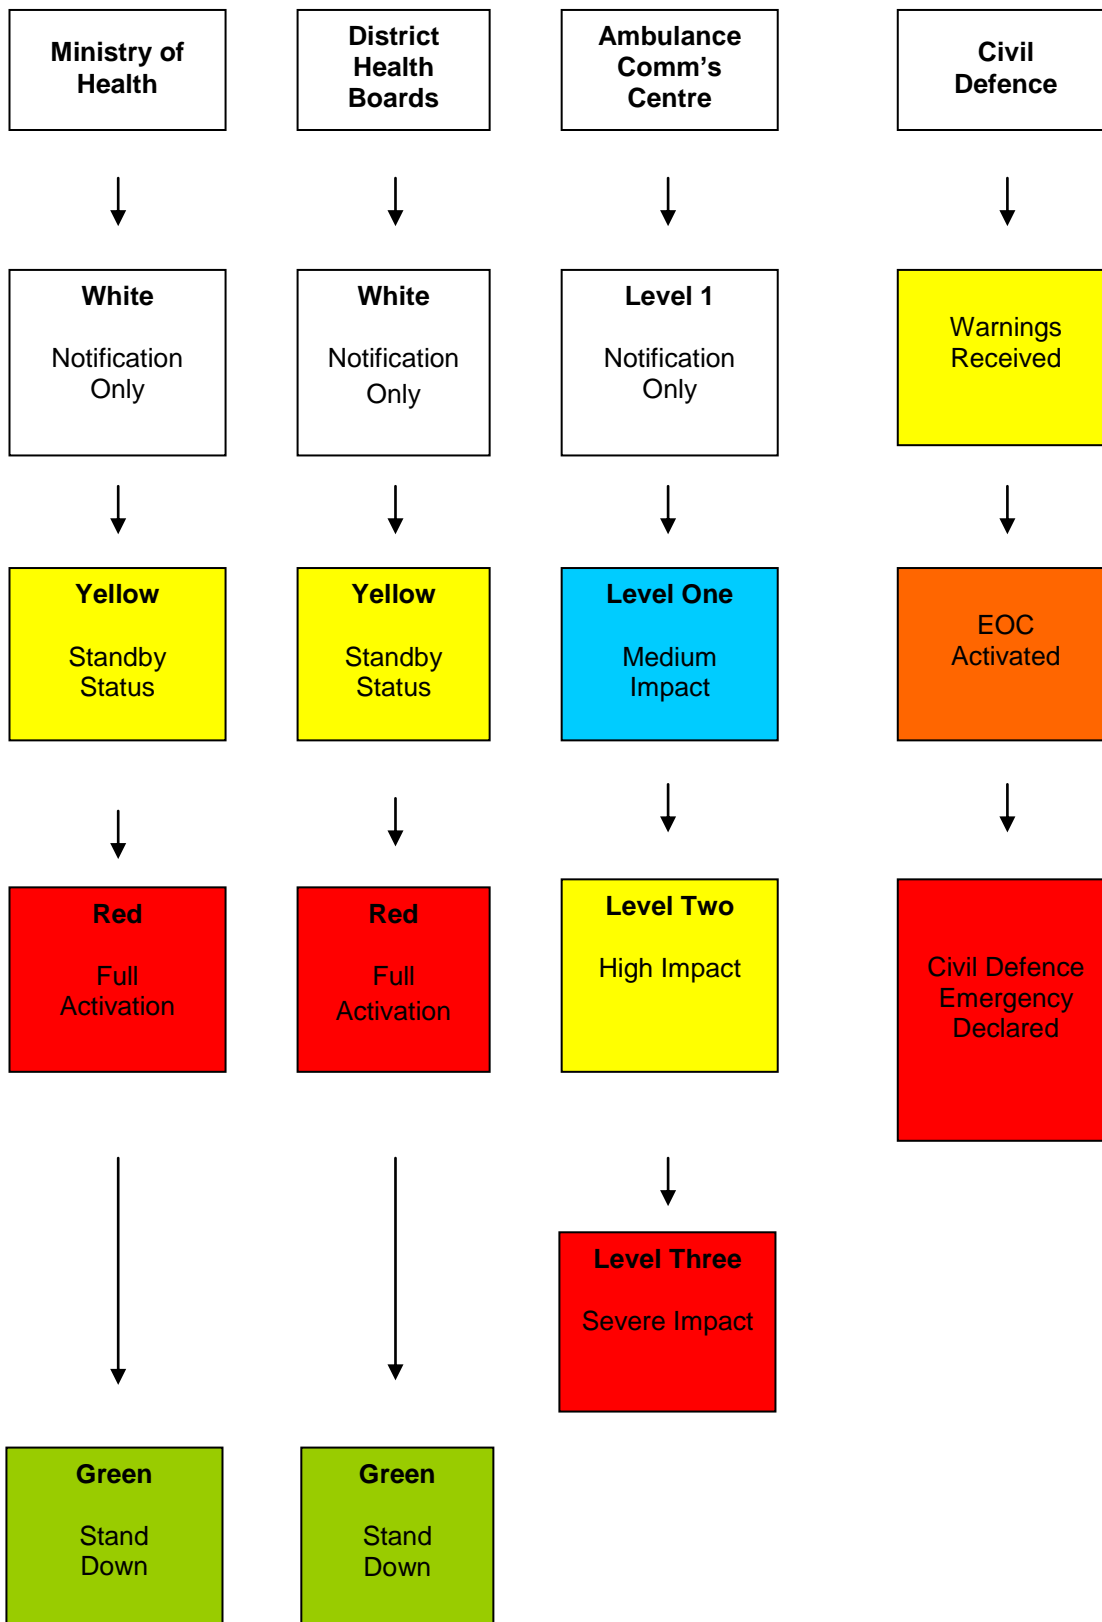 Ministry of
Health
District
Health
Boards
Ambulance
Comm's
Centre
Civil
Defence
White
Notification
Only
White
Notification
Only
Level 1
Notification
Only
Warnings
Received
Yellow
Standby
Status
Yellow
Standby
Status
Level One
Medium
Impact
EOC
Activated
Red
Full
Activation
Red
Full
Activation
Level Two
High Impact
Civil Defence
Emergency
Declared
Level Three
Severe Impact
Green
Stand
Down
Green
Stand
Down